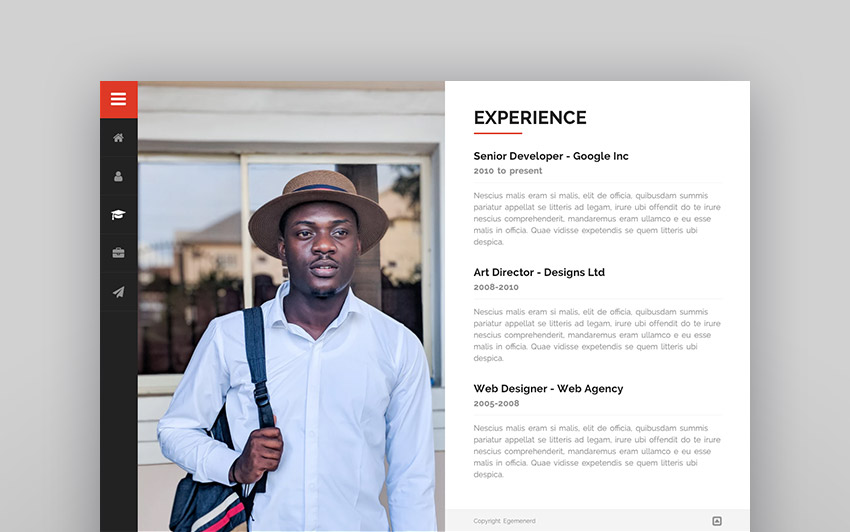 EXPERIENCE
Senior Developer - Google Inc
2010 to present
Nescius malis eram si malis, elit de officia, quibusdam summis
pariatur appellat se litteris ad legam, irure ubi offendit do te irure
nescius comprehenderit, mandaremus eram ullamco e eu esse
malis in officia. Quae vidisse expetendis se quem litteris ubi
despica.
Art Director - Designs Ltd
2008-2010
Nescius malis eram si malis, elit de officia, quibusdam summis
pariatur appellat se litteris ad legam, irure ubi offendit do te irure
nescius comprehenderit, mandaremus eram ullamco e eu esse
malis in officia. Quae vidisse expetendis se quem litteris ubi
despica.
Web Designer - Web Agency
2005-2008
Nescius malis eram si malis, elit de officia, quibusdam summis
pariatur appellat se litteris ad legam, irure ubi offendit do te irure
nescius comprehenderit, mandaremus eram ullamco e eu esse
malis in officia. Quae vidisse expetendis se quem litteris ubi
despica.
Copyright Egemenerd